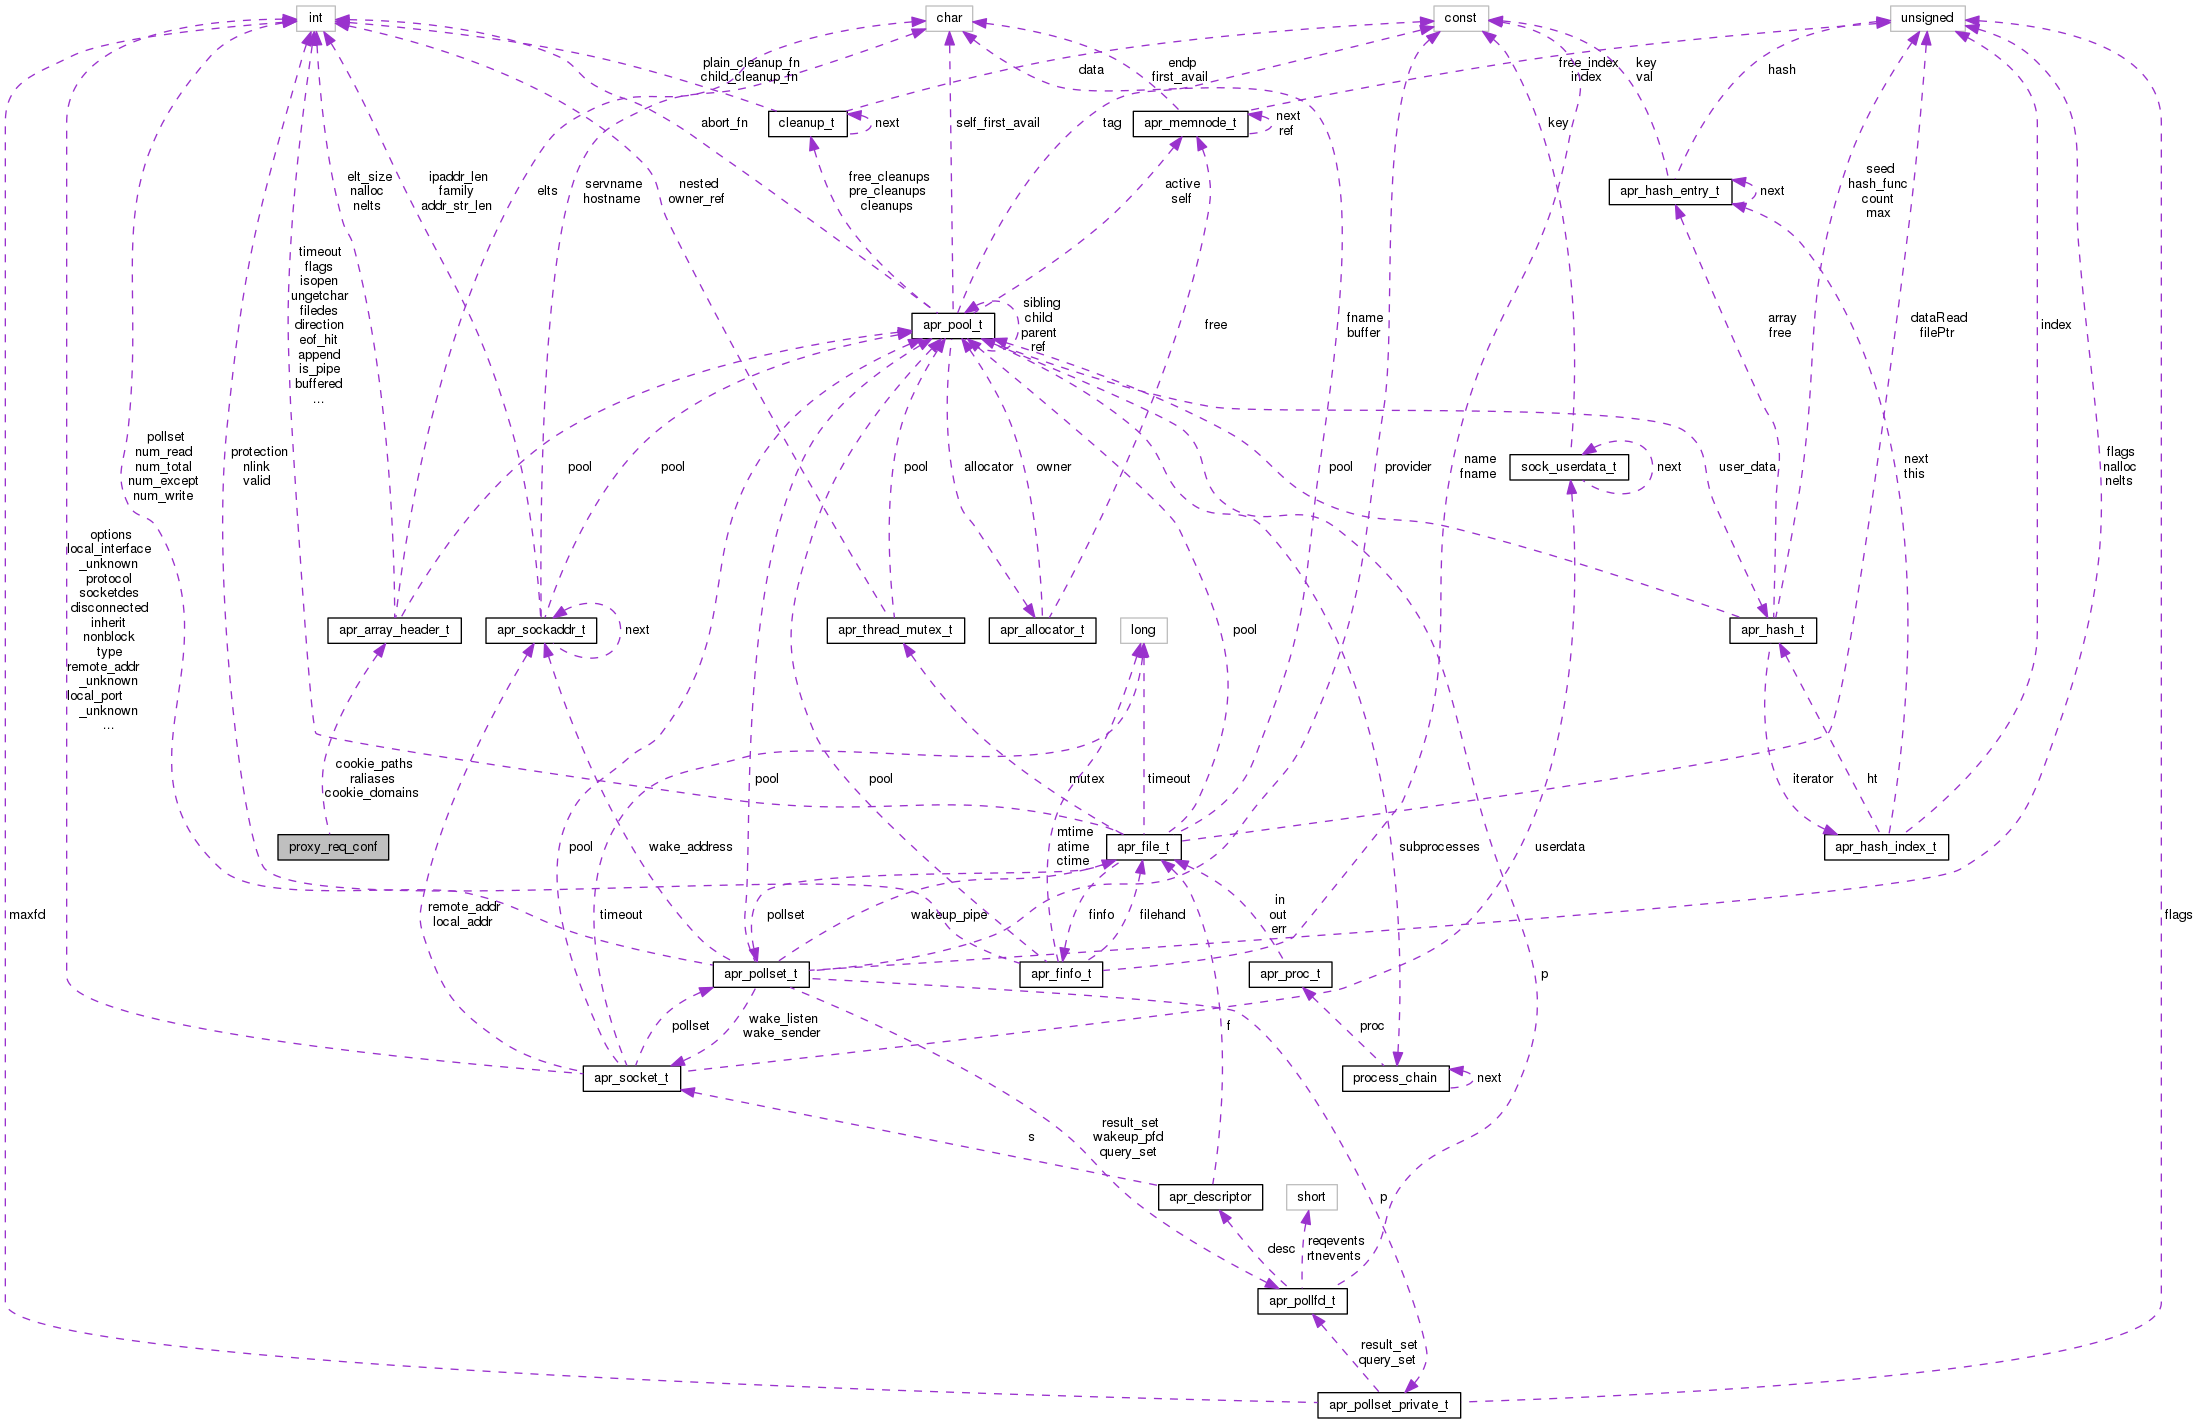 int
char
const
unsigned
plain_cleanup_fn
child_cleanup_fn
data
endp
first_avail
free_index
index
key
val
hash
cleanup_t
next
apr_memnode_t
next
ref
abort_fn
self_first_avail
tag
key
elt_size
nalloc
nelts
ipaddr_len
family
addr_str_len
elts
servname
hostname
nested
owner_ref
free_cleanups
pre_cleanups
cleanups
active
self
apr_hash_entry_t
next
seed
hash_func
count
max
timeout
flags
isopen
ungetchar
filedes
direction
eof_hit
append
is_pipe
buffered
...
apr_pool_t
sibling
child
parent
ref
free
fname
buffer
array
free
dataRead
filePtr
index
pollset
num_read
num_total
num_except
num_write
protection
nlink
valid
pool
pool
pool
allocator
owner
pool
provider
name
fname
sock_userdata_t
next
user_data
next
this
flags
nalloc
nelts
options
local_interface
_unknown
protocol
socketdes
disconnected
inherit
nonblock
type
remote_addr
_unknown
local_port
_unknown
...
apr_array_header_t
apr_sockaddr_t
next
apr_thread_mutex_t
apr_allocator_t
long
pool
apr_hash_t
cookie_paths
raliases
cookie_domains
pool
pool
mutex
timeout
iterator
ht
proxy_req_conf
pool
wake_address
mtime
atime
ctime
apr_file_t
subprocesses
userdata
apr_hash_index_t
maxfd
remote_addr
local_addr
timeout
pollset
wakeup_pipe
finfo
filehand
in
out
err
flags
apr_pollset_t
apr_finfo_t
apr_proc_t
p
pollset
wake_listen
wake_sender
f
proc
apr_socket_t
process_chain
next
s
result_set
wakeup_pfd
query_set
apr_descriptor
short
p
desc
reqevents
rtnevents
apr_pollfd_t
result_set
query_set
apr_pollset_private_t